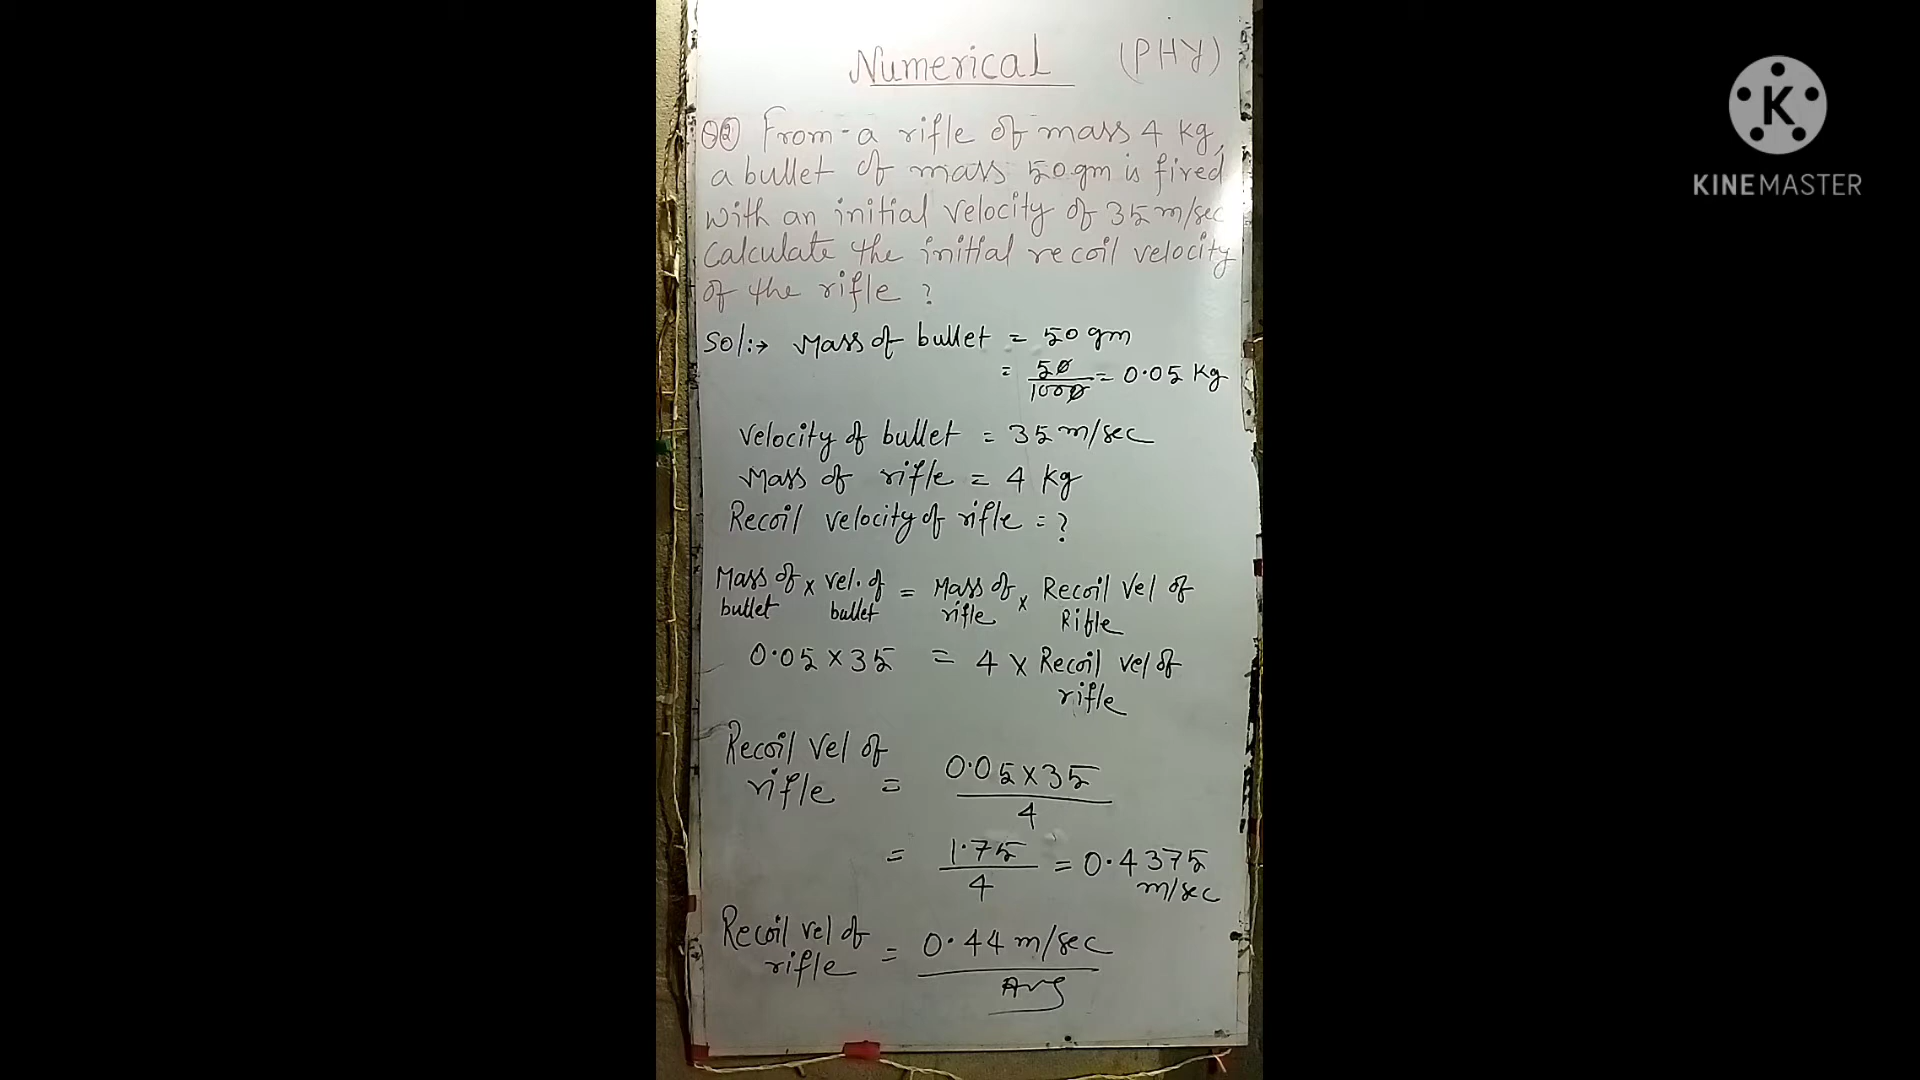 Numerical (PHY)
Q② From a rifle of mass 4 kg,
a bullet of mass 50 gm is fired
with an initial velocity of 35 m/sec
Calculate the initial recoil velocity
of the rifle ?
Sol:→ Mass of bullet = 50 gm
= 50/1000 = 0.05 Kg
Velocity of bullet = 35 m/sec
Mass of rifle = 4 Kg
Recoil velocity of rifle = ?
Mass of bullet × vel. of bullet = Mass of rifle × Recoil Vel of Rifle
0.05 × 35 = 4 × Recoil vel of rifle
Recoil Vel of rifle = 0.05 × 35 / 4
= 1.75/4 = 0.4375 m/sec
Recoil vel of rifle = 0.44 m/sec
Ans
K
KINEMASTER